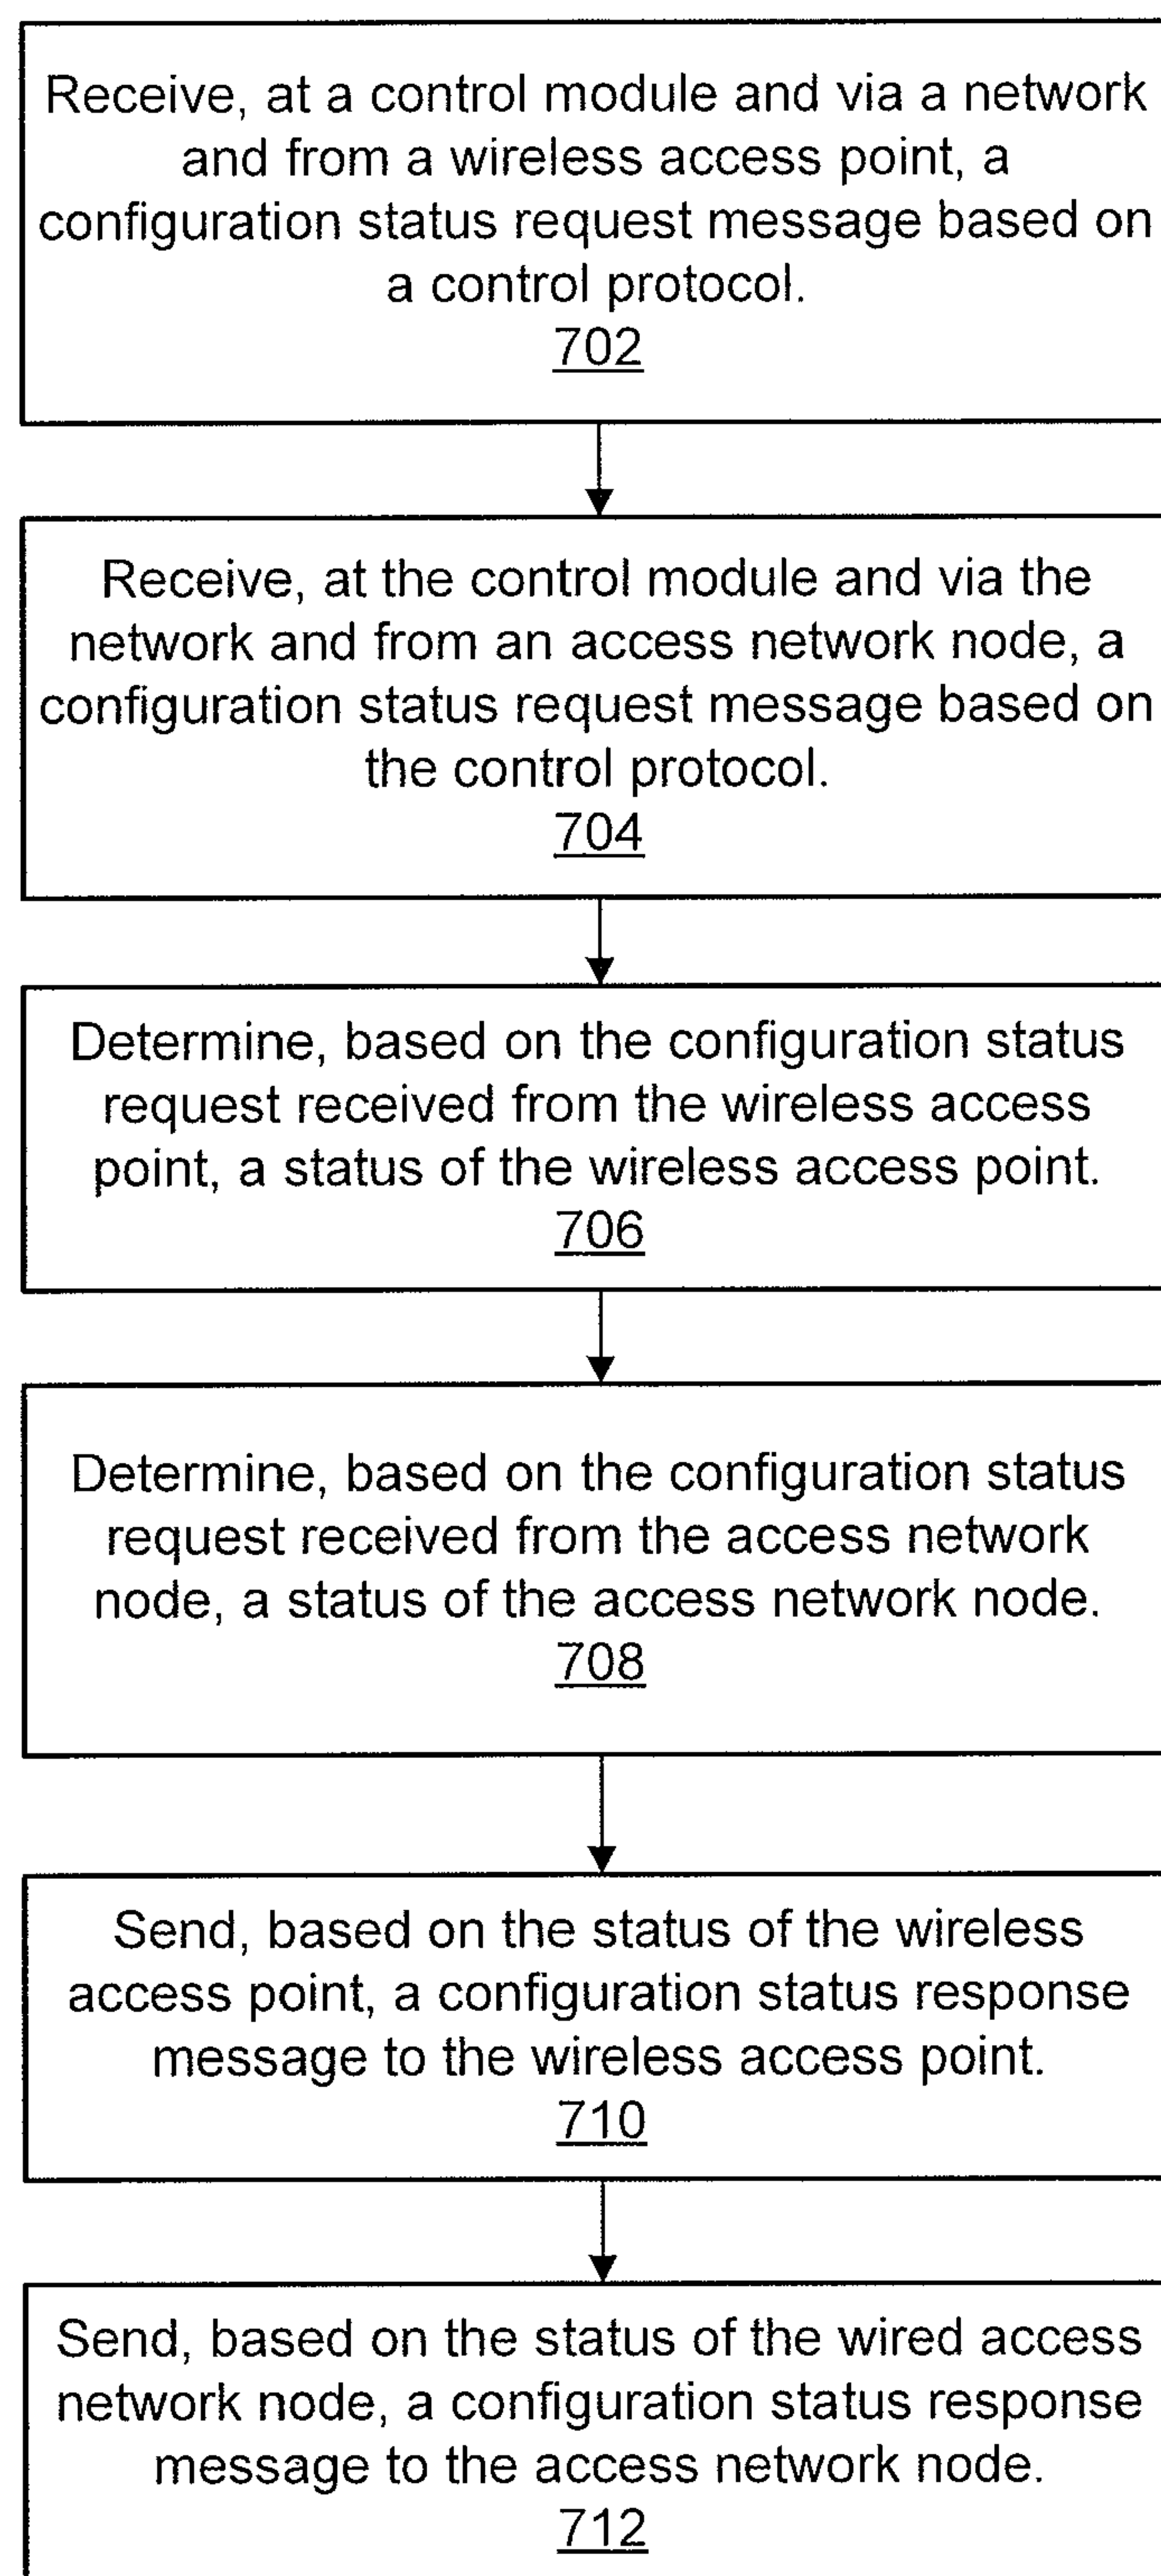 Receive, at a control module and via a network
and from a wireless access point, a
configuration status request message based on
a control protocol.
702
Receive, at the control module and via the
network and from an access network node, a
configuration status request message based on
the control protocol.
704
Determine, based on the configuration status
request received from the wireless access
point, a status of the wireless access point.
706
Determine, based on the configuration status
request received from the access network
node, a status of the access network node.
708
Send, based on the status of the wireless
access point, a configuration status response
message to the wireless access point.
710
Send, based on the status of the wired access
network node, a configuration status response
message to the access network node.
712